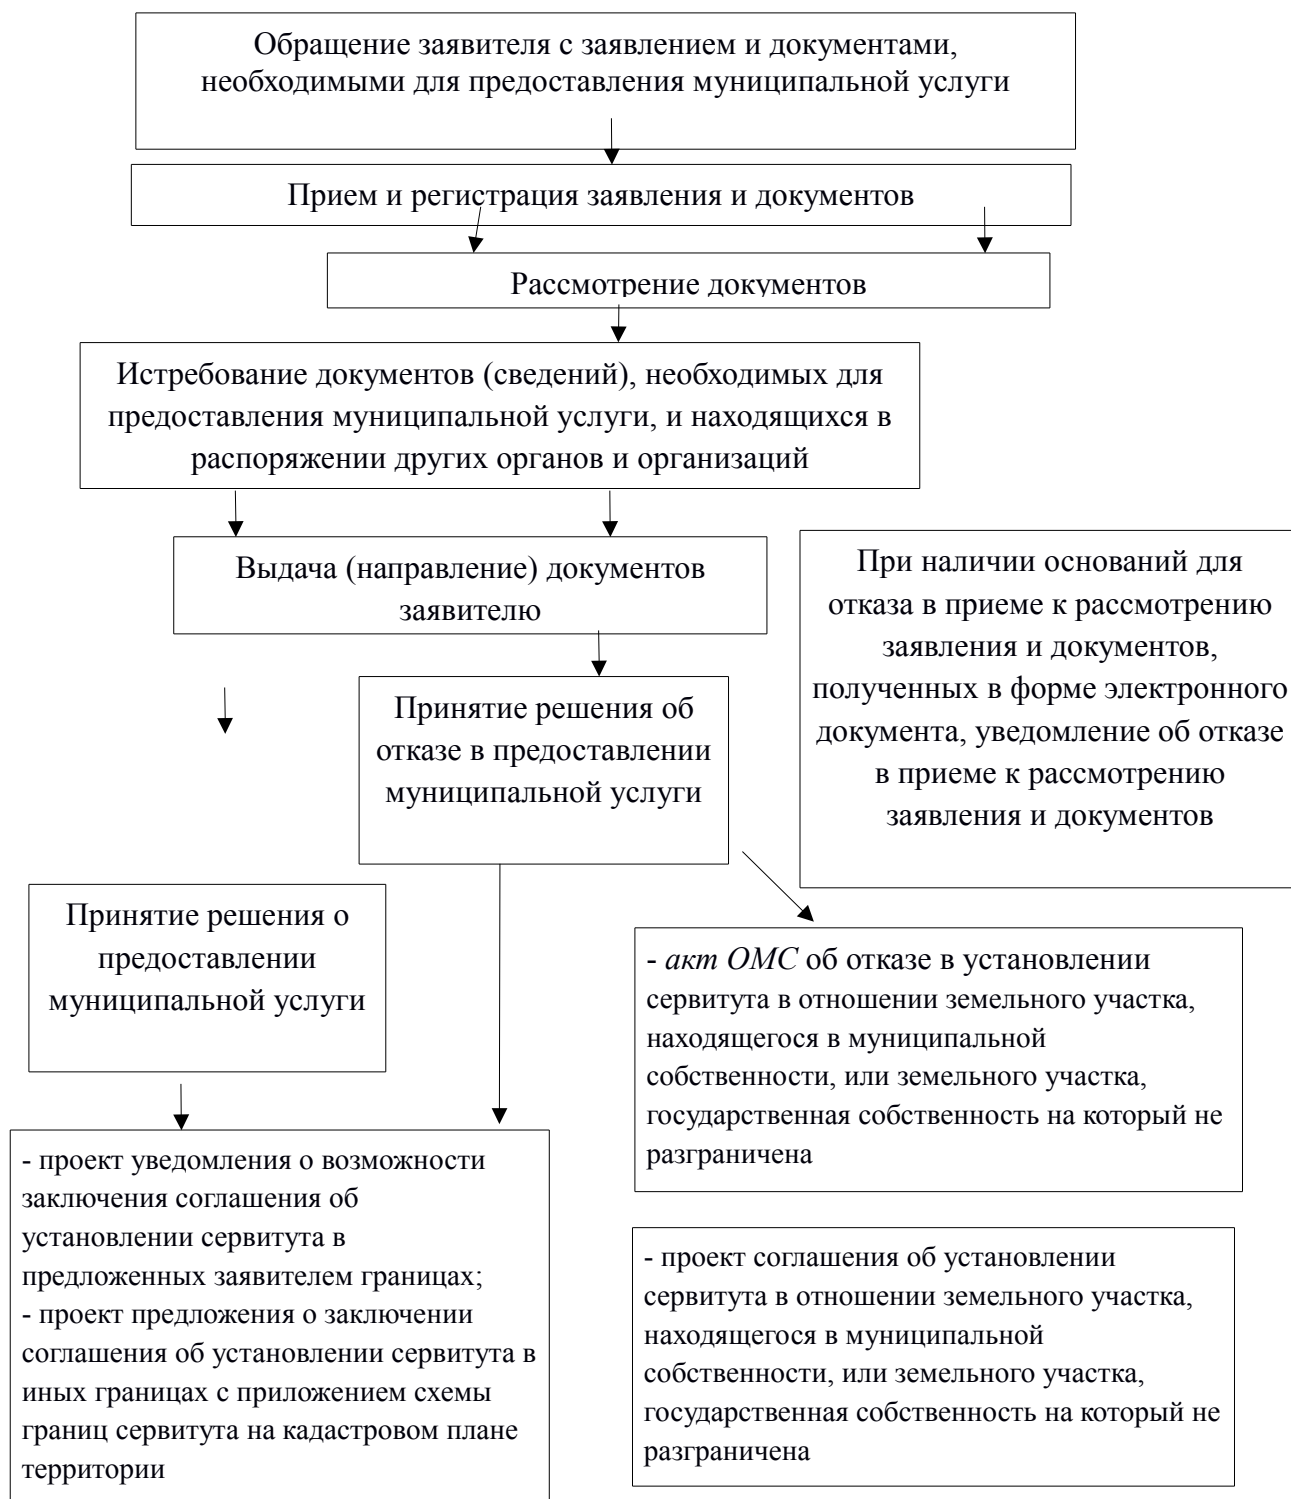 Обращение заявителя с заявлением и документами,
необходимыми для предоставления муниципальной услуги
Прием и регистрация заявления и документов
Рассмотрение документов
Истребование документов (сведений), необходимых для
предоставления муниципальной услуги, и находящихся в
распоряжении других органов и организаций
Выдача (направление) документов
заявителю
При наличии оснований для
отказа в приеме к рассмотрению
заявления и документов,
полученных в форме электронного
документа, уведомление об отказе
в приеме к рассмотрению
заявления и документов
Принятие решения об
отказе в предоставлении
муниципальной услуги
Принятие решения о
предоставлении
муниципальной услуги
- акт ОМС об отказе в установлении
сервитута в отношении земельного участка,
находящегося в муниципальной
собственности, или земельного участка,
государственная собственность на который не
разграничена
- проект уведомления о возможности
заключения соглашения об
установлении сервитута в
предложенных заявителем границах;
- проект предложения о заключении
соглашения об установлении сервитута в
иных границах с приложением схемы
границ сервитута на кадастровом плане
территории
- проект соглашения об установлении
сервитута в отношении земельного участка,
находящегося в муниципальной
собственности, или земельного участка,
государственная собственность на который не
разграничена